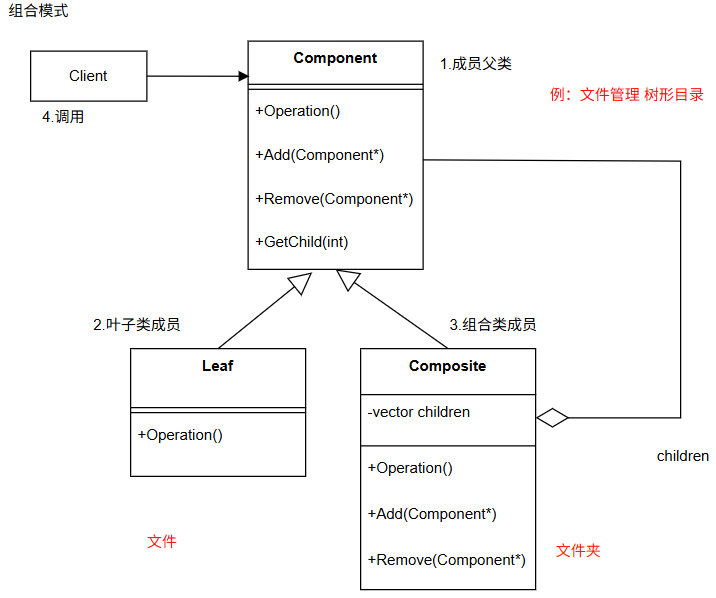 组合模式
Client
4.调用
Component
+Operation()
+Add(Component*)
+Remove(Component*)
+GetChild(int)
1.成员父类
例：文件管理 树形目录
2.叶子类成员
3.组合类成员
Leaf
+Operation()
Composite
-vector children
+Operation()
+Add(Component*)
+Remove(Component*)
children
文件
文件夹